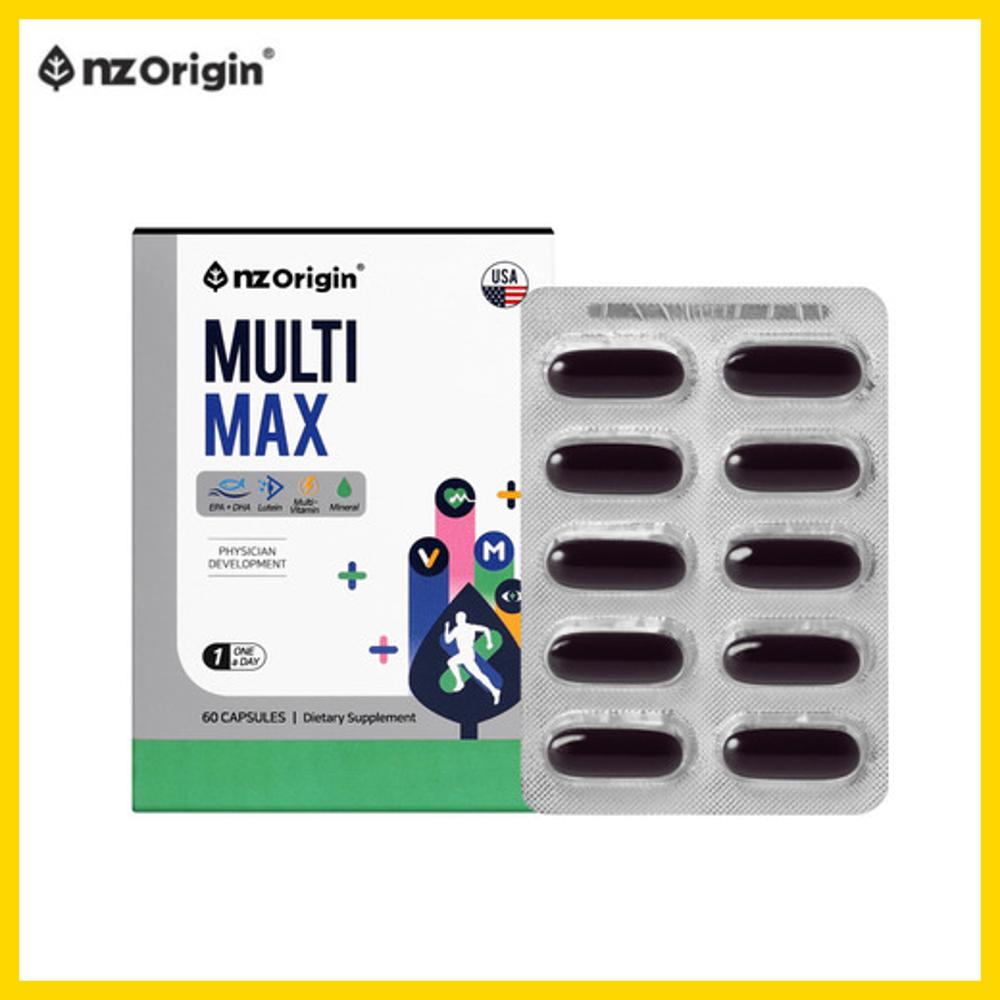 nzOrigin®
nzOrigin®
USA
MULTI
MAX
EPA + DHA Lutein Multi-Vitamin Mineral
PHYSICIAN
DEVELOPMENT
V M
1 ONE a DAY
60 CAPSULES | Dietary Supplement